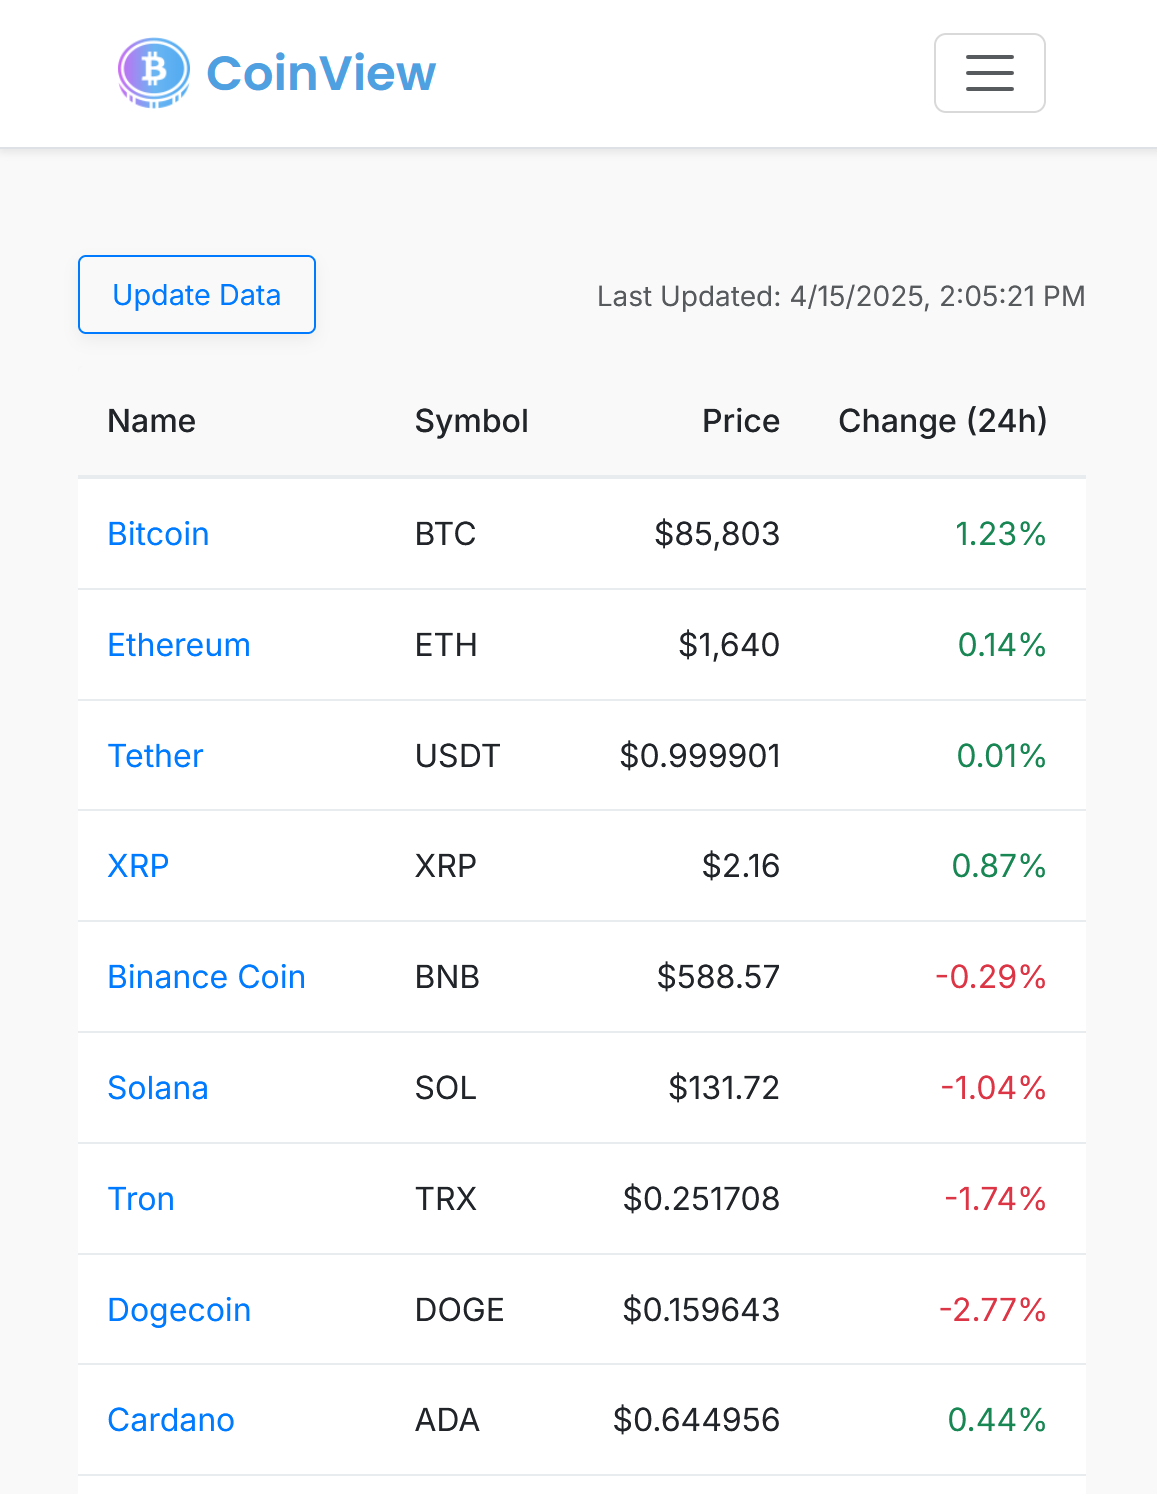 CoinView
Update Data
Last Updated: 4/15/2025, 2:05:21 PM
Name Symbol Price Change (24h)
Bitcoin BTC $85,803 1.23%
Ethereum ETH $1,640 0.14%
Tether USDT $0.999901 0.01%
XRP XRP $2.16 0.87%
Binance Coin BNB $588.57 -0.29%
Solana SOL $131.72 -1.04%
Tron TRX $0.251708 -1.74%
Dogecoin DOGE $0.159643 -2.77%
Cardano ADA $0.644956 0.44%